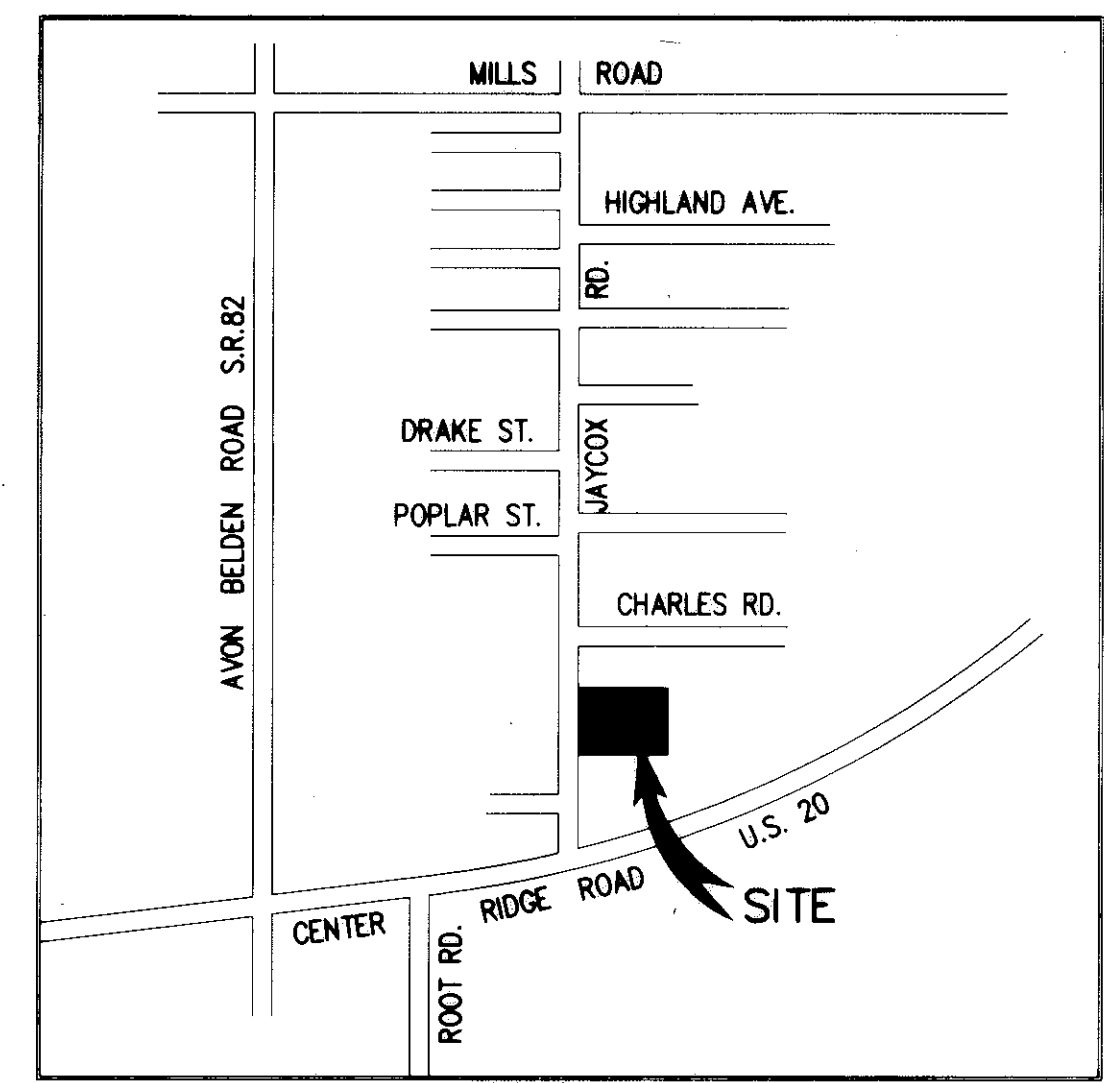 MILLS ROAD
HIGHLAND AVE.
JAYCOX RD.
AVON BELDEN ROAD S.R.82
DRAKE ST.
POPLAR ST.
CHARLES RD.
U.S. 20
CENTER RIDGE ROAD
SITE
ROOT RD.